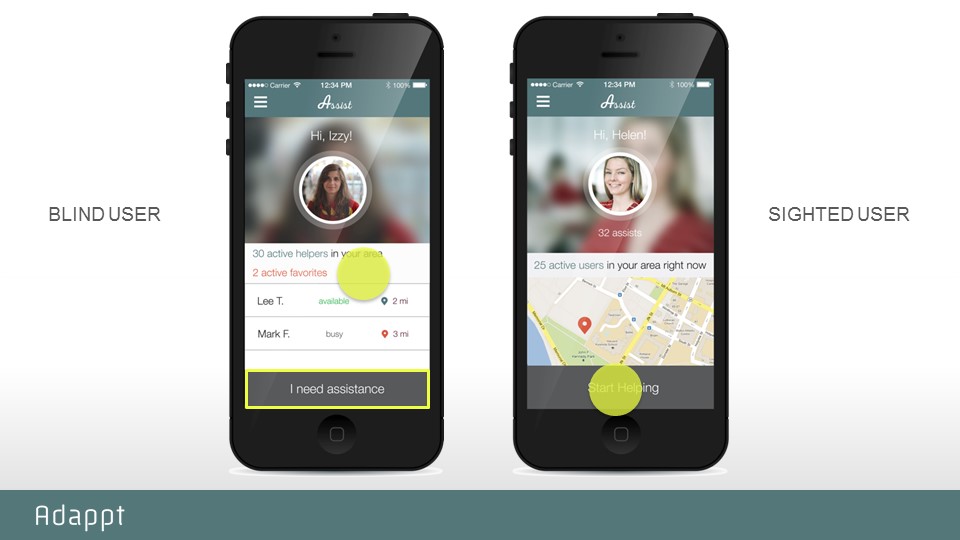 BLIND USER
Carrier 12:34 PM 100%
Assist
Hi, Izzy!
30 active helpers in your area
2 active favorites
Lee T. available 2 mi
Mark F. busy 3 mi
I need assistance
Carrier 12:34 PM 100%
Assist
Hi, Helen!
32 assists
25 active users in your area right now
Start Helping
SIGHTED USER
Adappt